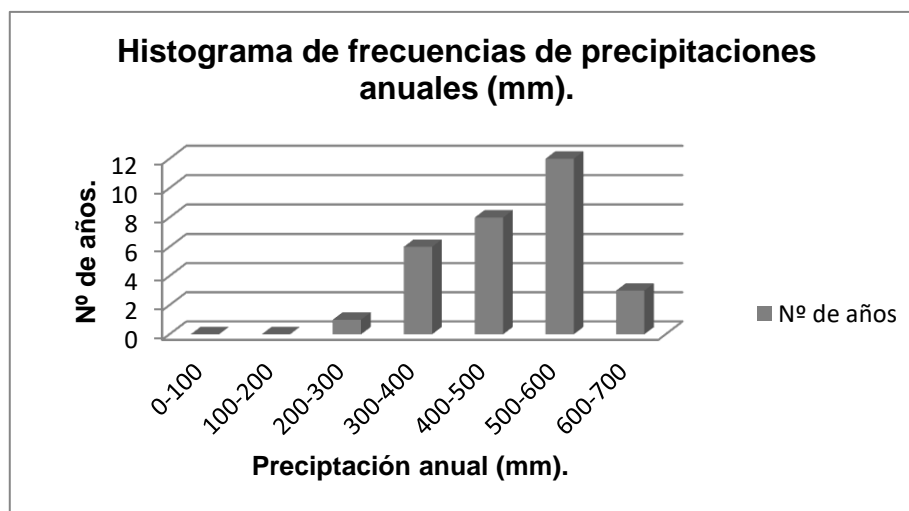 Histograma de frecuencias de precipitaciones
anuales (mm).
Nº de años.
12
10
8
6
4
2
0
0-100
100-200
200-300
300-400
400-500
500-600
600-700
Preciptación anual (mm).
Nº de años